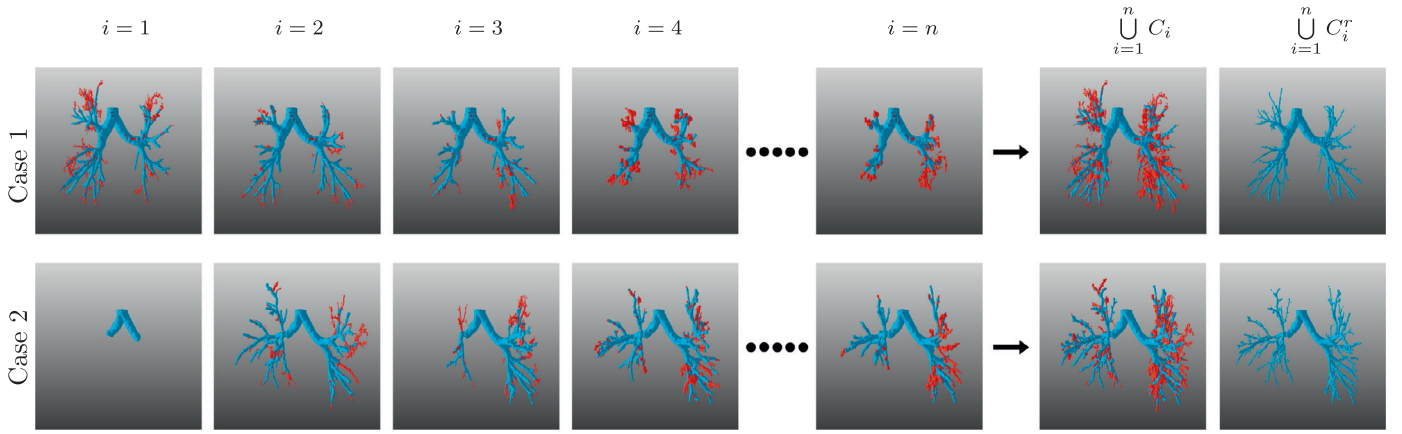 i = 1 i = 2 i = 3 i = 4 i = n n ⋃ i=1 C_i n ⋃ i=1 C_i^r
Case 1
Case 2